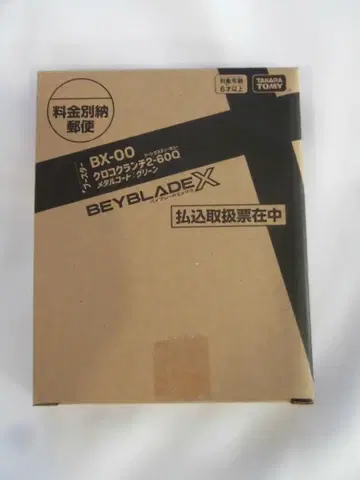 料金別納
郵便
対象年齢
6才以上
TAKARA
TOMY
ブースター
BX-00
クロコクランチ2-60Q
メタルコート:グリーン
BEYBLADE X
払込取扱票在中